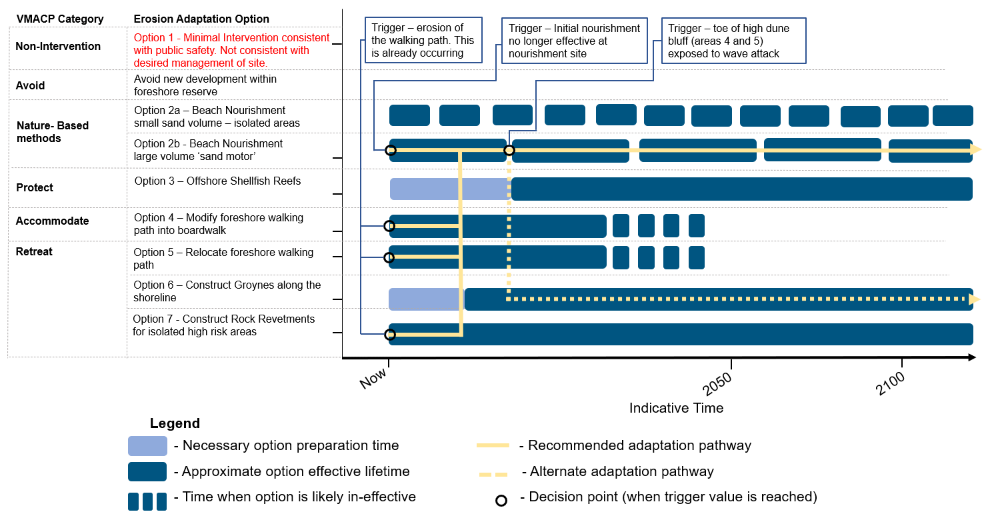 VMACP Category
Erosion Adaptation Option
Trigger – erosion of
the walking path. This
is already occurring
Trigger – Initial nourishment
no longer effective at
nourishment site
Trigger – toe of high dune
bluff (areas 4 and 5)
exposed to wave attack
Non-Intervention
Option 1 - Minimal Intervention consistent
with public safety. Not consistent with
desired management of site.
Avoid
Avoid new development within
foreshore reserve
Nature- Based
methods
Option 2a – Beach Nourishment
small sand volume – isolated areas
Option 2b - Beach Nourishment
large volume ‘sand motor’
Protect
Option 3 – Offshore Shellfish Reefs
Accommodate
Option 4 – Modify foreshore walking
path into boardwalk
Retreat
Option 5 – Relocate foreshore walking
path
Option 6 – Construct Groynes along the
shoreline
Option 7 - Construct Rock Revetments
for isolated high risk areas
Now
2050
2100
Indicative Time
Legend
- Necessary option preparation time
- Approximate option effective lifetime
- Time when option is likely in-effective
- Recommended adaptation pathway
- Alternate adaptation pathway
- Decision point (when trigger value is reached)